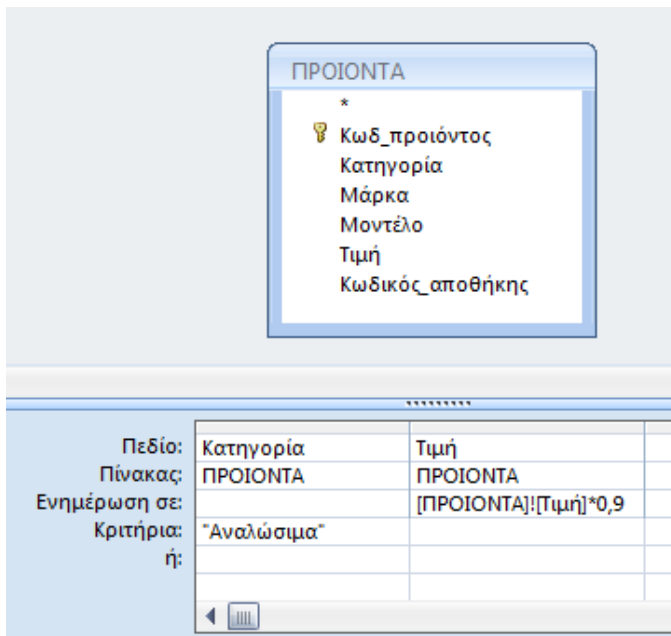 ΠΡΟΙΟΝΤΑ
*
Κωδ_προιόντος
Κατηγορία
Μάρκα
Μοντέλο
Τιμή
Κωδικός_αποθήκης
Πεδίο: Κατηγορία Τιμή
Πίνακας: ΠΡΟΙΟΝΤΑ ΠΡΟΙΟΝΤΑ
Ενημέρωση σε: [ΠΡΟΙΟΝΤΑ]![Τιμή]*0,9
Κριτήρια: "Αναλώσιμα"
ή: